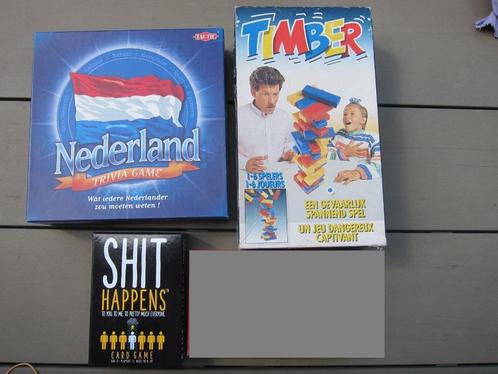 TACTIC
Nederland
TRIVIA GAME
Wat iedere Nederlander
zou moeten weten !
TIMBER
1-6 SPELERS
1-6 JOUEURS
EEN GEVAARLIJK
SPANNEND SPEL
UN JEU DANGEREUX
CAPTIVANT
SHIT
HAPPENS
TO YOU, TO ME, TO PRETTY MUCH EVERYONE.
CARD GAME